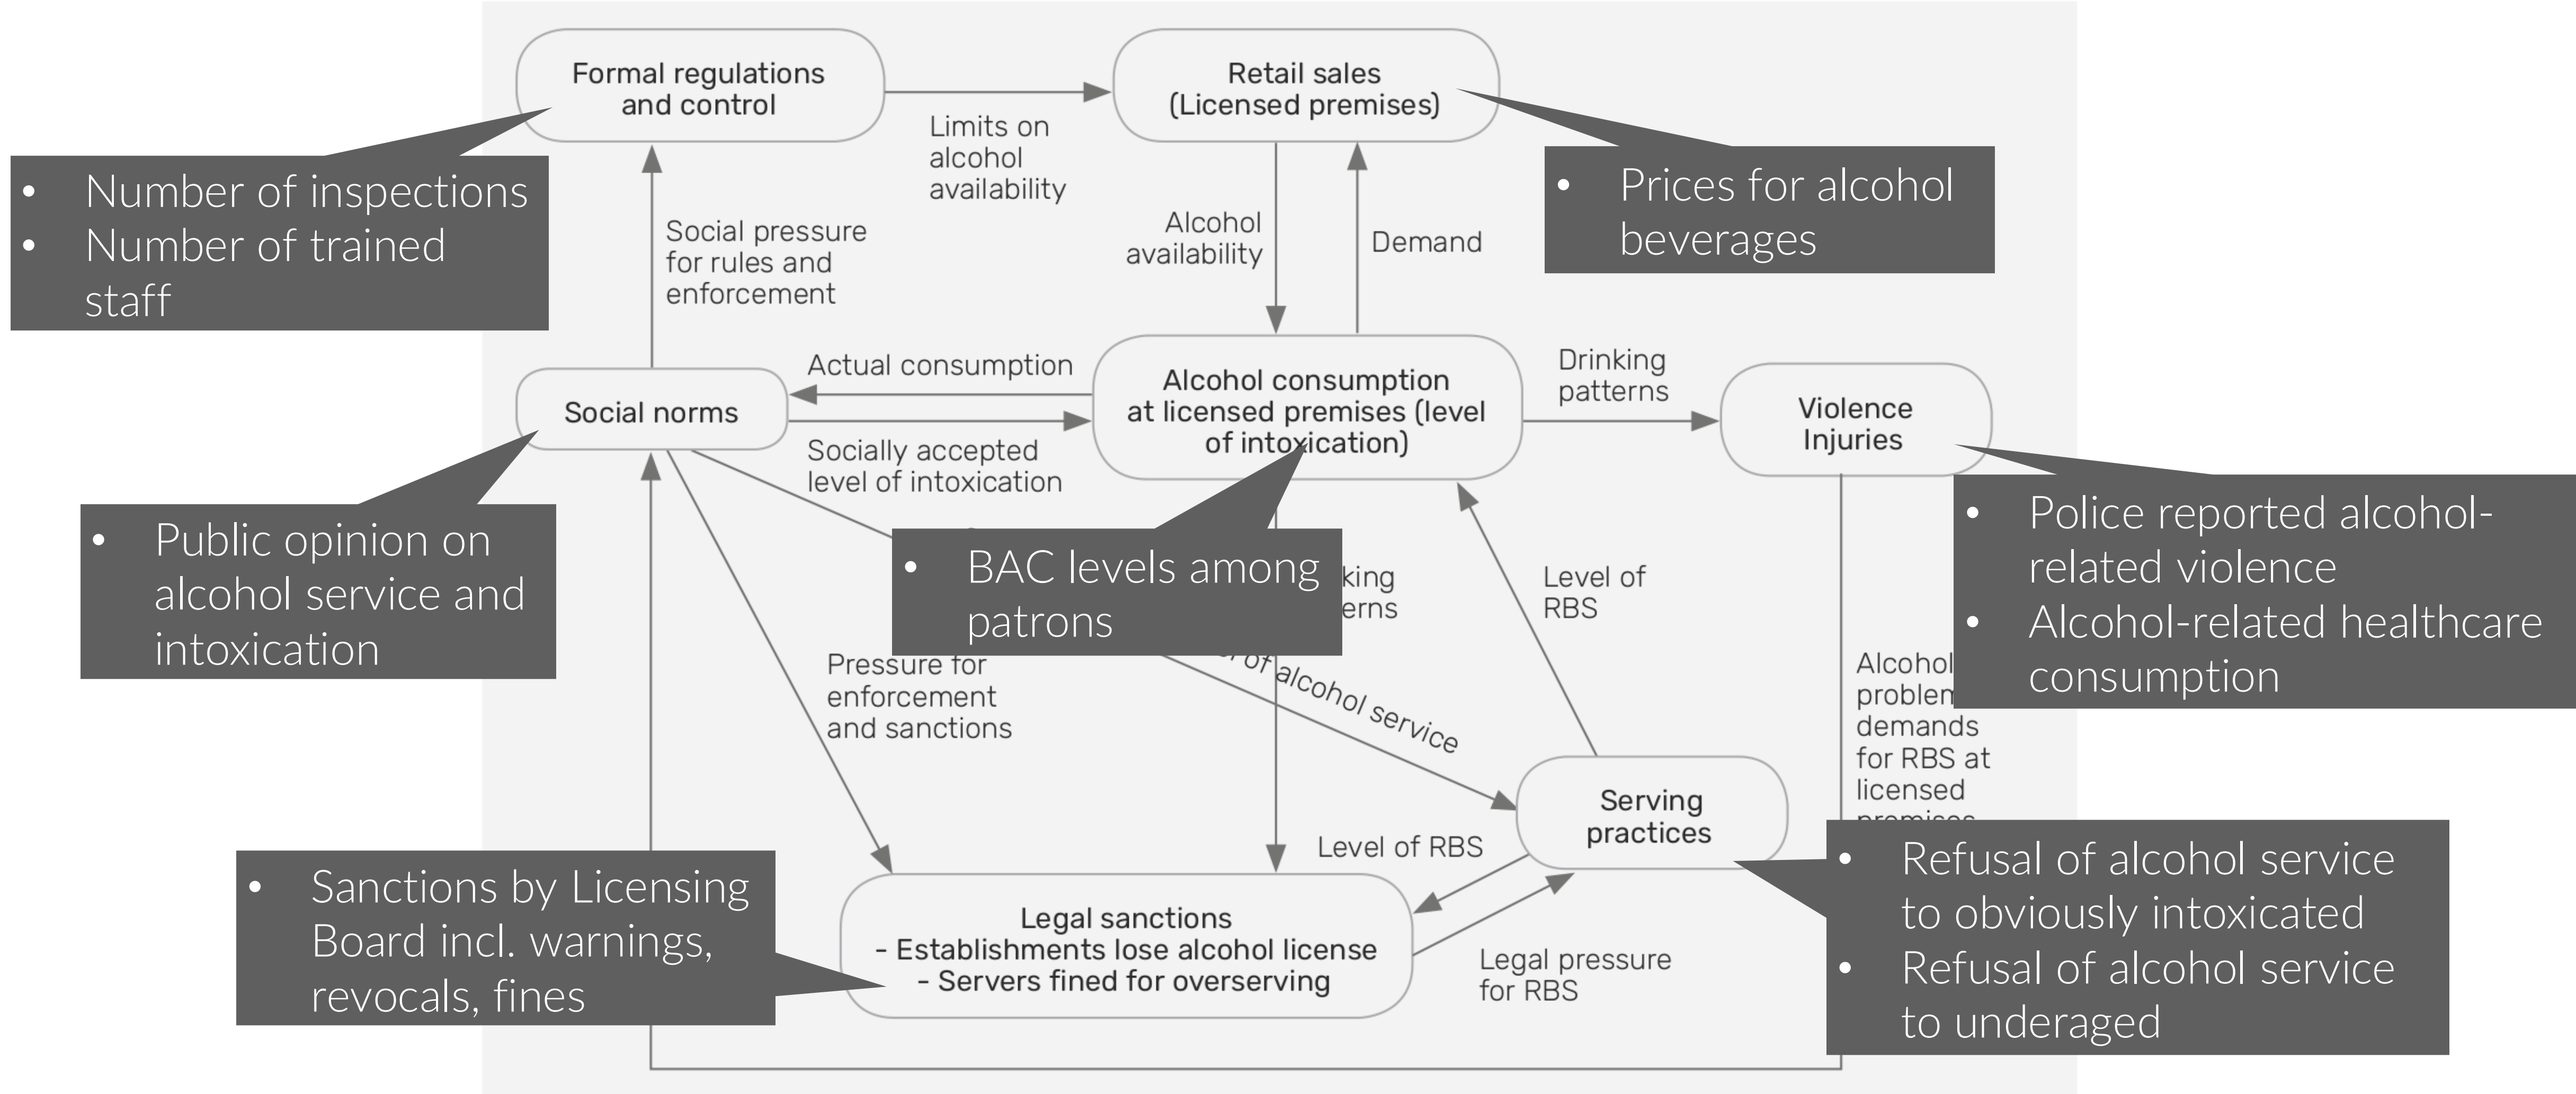 Formal regulations
and control
Retail sales
(Licensed premises)
Limits on
alcohol
availability
• Number of inspections
• Number of trained
staff
• Prices for alcohol
beverages
Social pressure
for rules and
enforcement
Alcohol
availability
Demand
Actual consumption
Social norms
Socially accepted
level of intoxication
Alcohol consumption
at licensed premises (level
of intoxication)
Drinking
patterns
Violence
Injuries
• Public opinion on
alcohol service and
intoxication
• BAC levels among
patrons
Level of
RBS
• Police reported alcohol-
related violence
• Alcohol-related healthcare
consumption
Pressure for
enforcement
and sanctions
of alcohol service
Alcohol
demands
for RBS at
licensed
premises
Serving
practices
Level of RBS
• Sanctions by Licensing
Board incl. warnings,
revocals, fines
Legal sanctions
- Establishments lose alcohol license
- Servers fined for overserving
Legal pressure
for RBS
• Refusal of alcohol service
to obviously intoxicated
• Refusal of alcohol service
to underaged